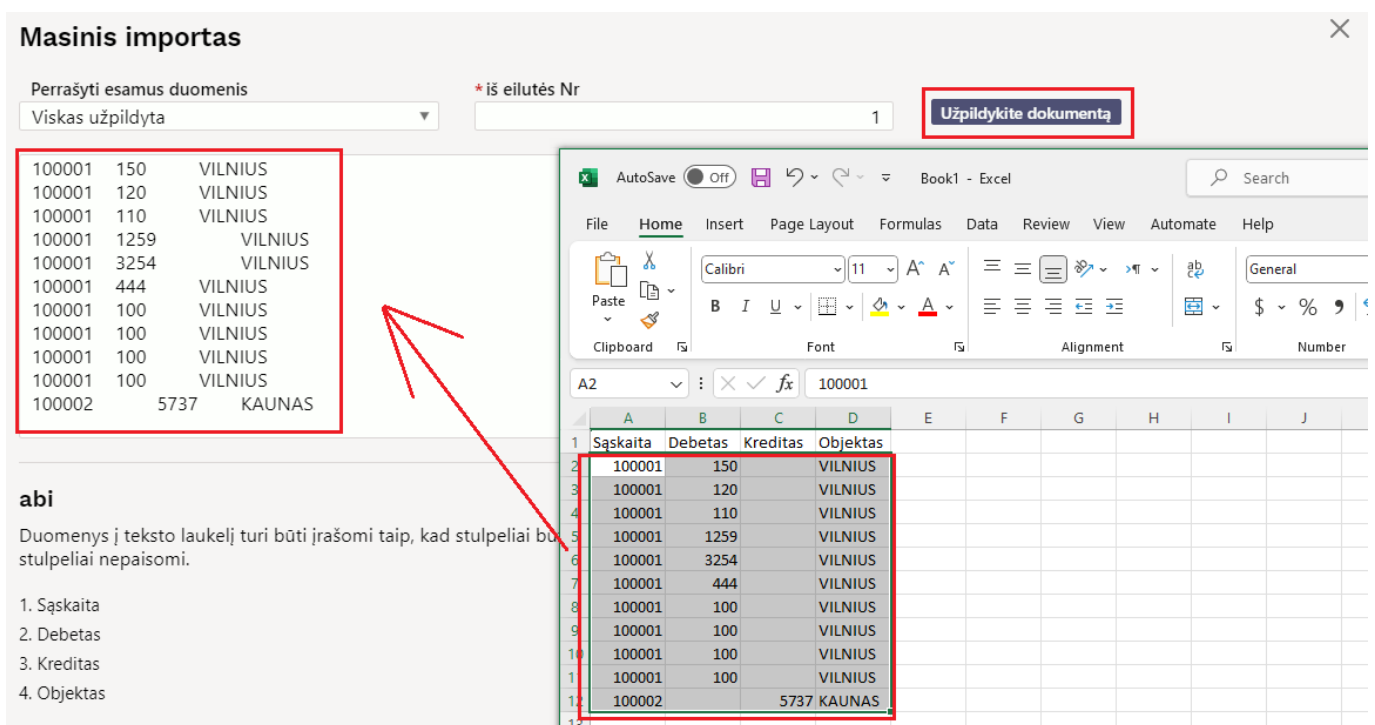 Masinis importas
Perrašyti esamus duomenis
* iš eilutės Nr
Viskas užpildyta
1
Užpildykite dokumentą
100001 150 VILNIUS
100001 120 VILNIUS
100001 110 VILNIUS
100001 1259 VILNIUS
100001 3254 VILNIUS
100001 444 VILNIUS
100001 100 VILNIUS
100001 100 VILNIUS
100001 100 VILNIUS
100001 100 VILNIUS
100002 5737 KAUNAS
abi
Duomenys į teksto laukelį turi būti įrašomi taip, kad stulpeliai
stulpeliai nepaisomi.
1. Sąskaita
2. Debetas
3. Kreditas
4. Objektas
AutoSave Off Book1 - Excel Search
File Home Insert Page Layout Formulas Data Review View Automate Help
Calibri 11 A A ab General
Paste B I U A $ % 9
Clipboard Font Alignment Number
A2 fx 100001
A B C D E F G H I J
1 Sąskaita Debetas Kreditas Objektas
2 100001 150 VILNIUS
3 100001 120 VILNIUS
4 100001 110 VILNIUS
5 100001 1259 VILNIUS
6 100001 3254 VILNIUS
7 100001 444 VILNIUS
8 100001 100 VILNIUS
9 100001 100 VILNIUS
10 100001 100 VILNIUS
11 100001 100 VILNIUS
12 100002 5737 KAUNAS